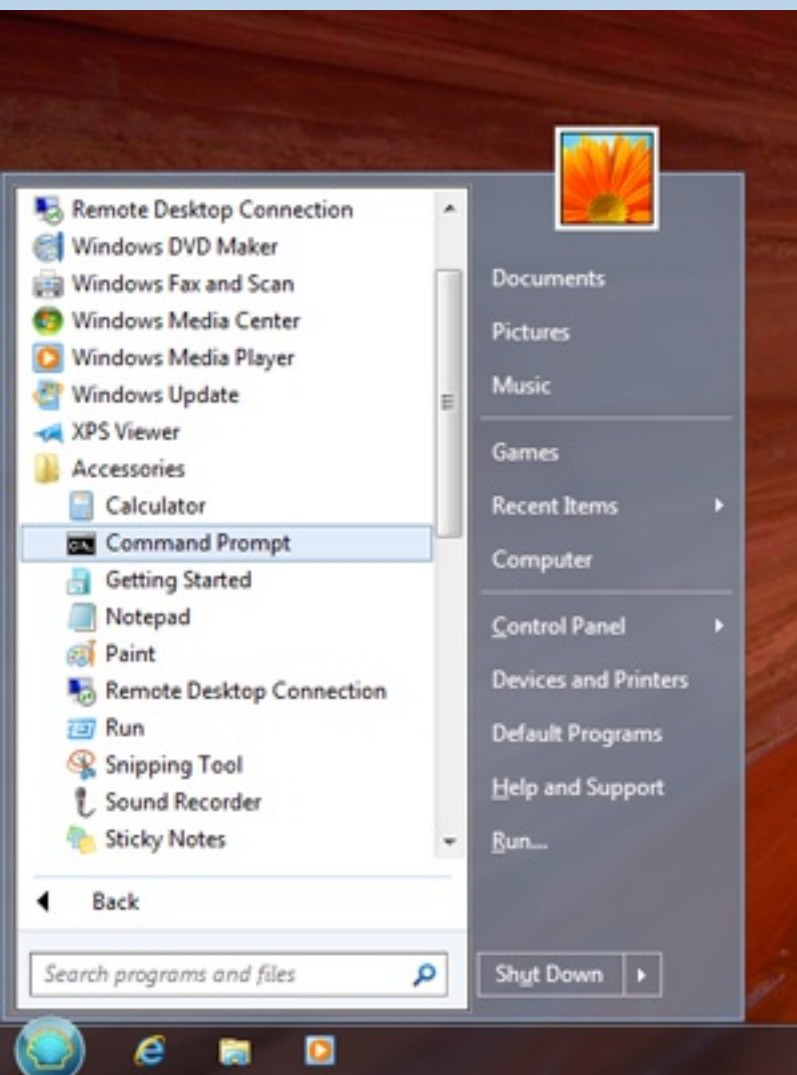 Remote Desktop Connection
Windows DVD Maker
Windows Fax and Scan
Windows Media Center
Windows Media Player
Windows Update
XPS Viewer
Accessories
Calculator
Command Prompt
Getting Started
Notepad
Paint
Remote Desktop Connection
Run
Snipping Tool
Sound Recorder
Sticky Notes
Back
Search programs and files
Documents
Pictures
Music
Games
Recent Items
Computer
Control Panel
Devices and Printers
Default Programs
Help and Support
Run...
Shut Down